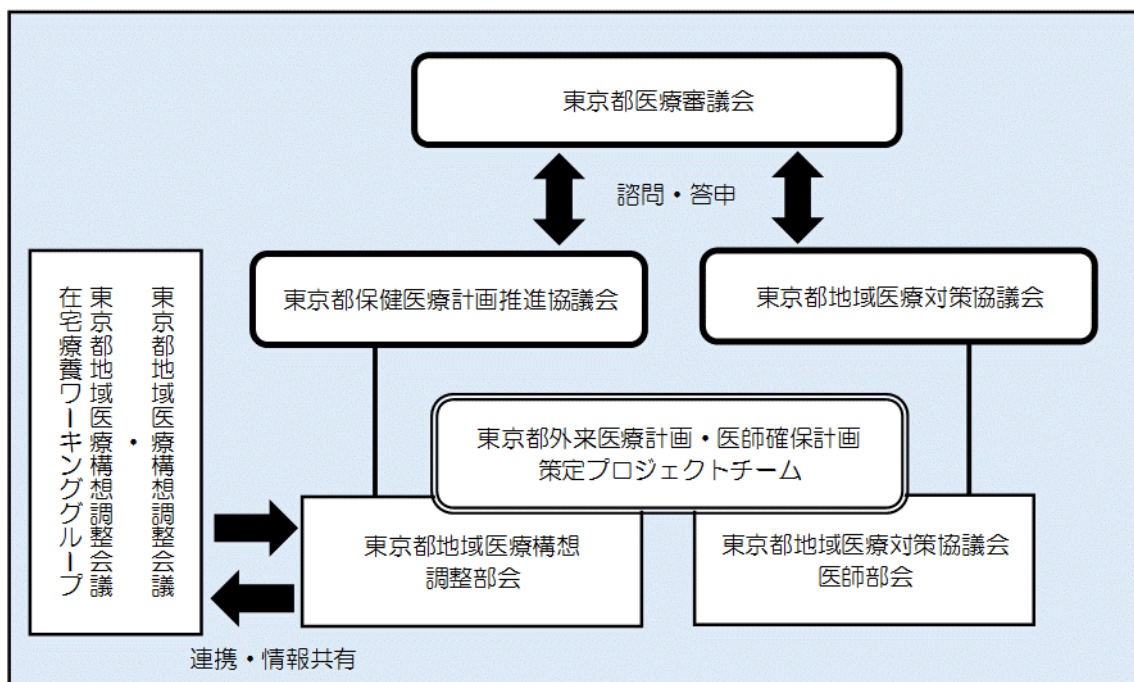 東京都医療審議会
諮問・答申
東京都保健医療計画推進協議会
東京都地域医療対策協議会
東京都地域医療構想調整会議
・
東京都地域医療構想調整会議
在宅療養ワーキンググループ
東京都外来医療計画・医師確保計画
策定プロジェクトチーム
東京都地域医療構想
調整部会
東京都地域医療対策協議会
医師部会
連携・情報共有